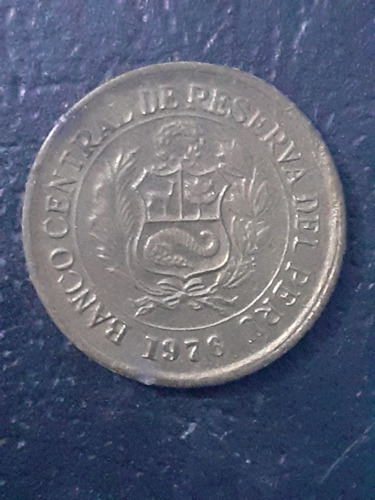 BANCO CENTRAL DE RESERVA DEL PERU
1976